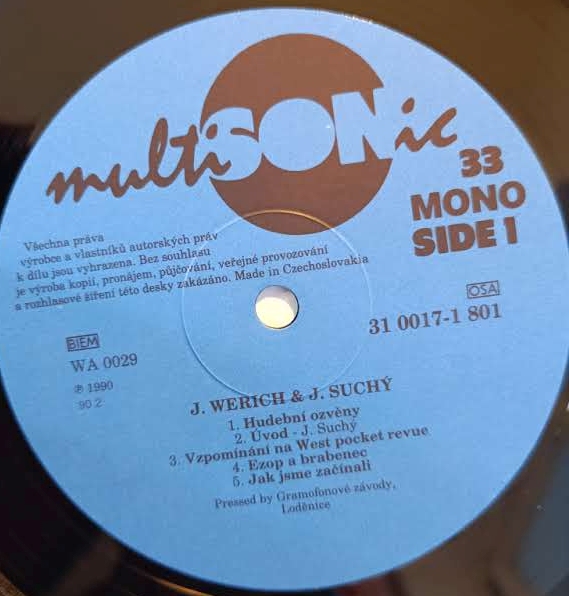 multiSONic
33
MONO
SIDE 1
Všechna práva
výrobce a vlastníků autorských práv
k dílu jsou vyhrazena. Bez souhlasu
je výroba kopií, pronájem, půjčování, veřejné provozování
a rozhlasové šíření této desky zakázáno. Made in Czechoslovakia
BIEM
WA 0029
℗ 1990
90 2
OSA
31 0017-1 801
J. WERICH & J. SUCHÝ
1. Hudební ozvěny
2. Úvod - J. Suchý
3. Vzpomínání na West pocket revue
4. Ezop a brabenec
5. Jak jsme začínali
Pressed by Gramofonové závody,
Loděnice